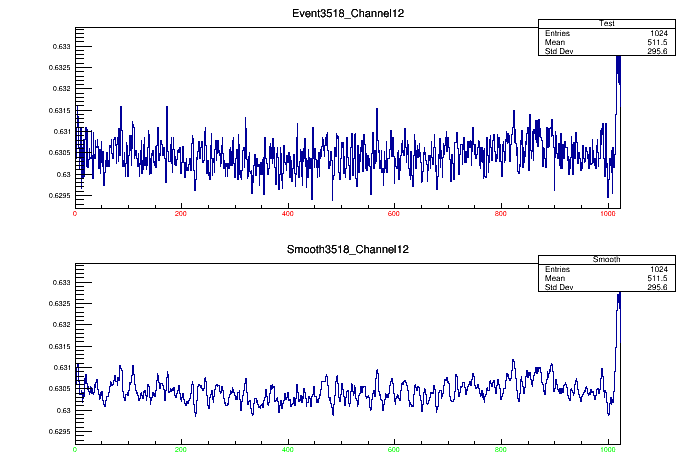 Event3518_Channel12
Test
Entries 1024
Mean 511.5
Std Dev 295.6
0.633
0.6325
0.632
0.6315
0.631
0.6305
0.63
0.6295
0 200 400 600 800 1000
Smooth3518_Channel12
Smooth
Entries 1024
Mean 511.5
Std Dev 295.6
0.633
0.6325
0.632
0.6315
0.631
0.6305
0.63
0.6295
0 200 400 600 800 1000